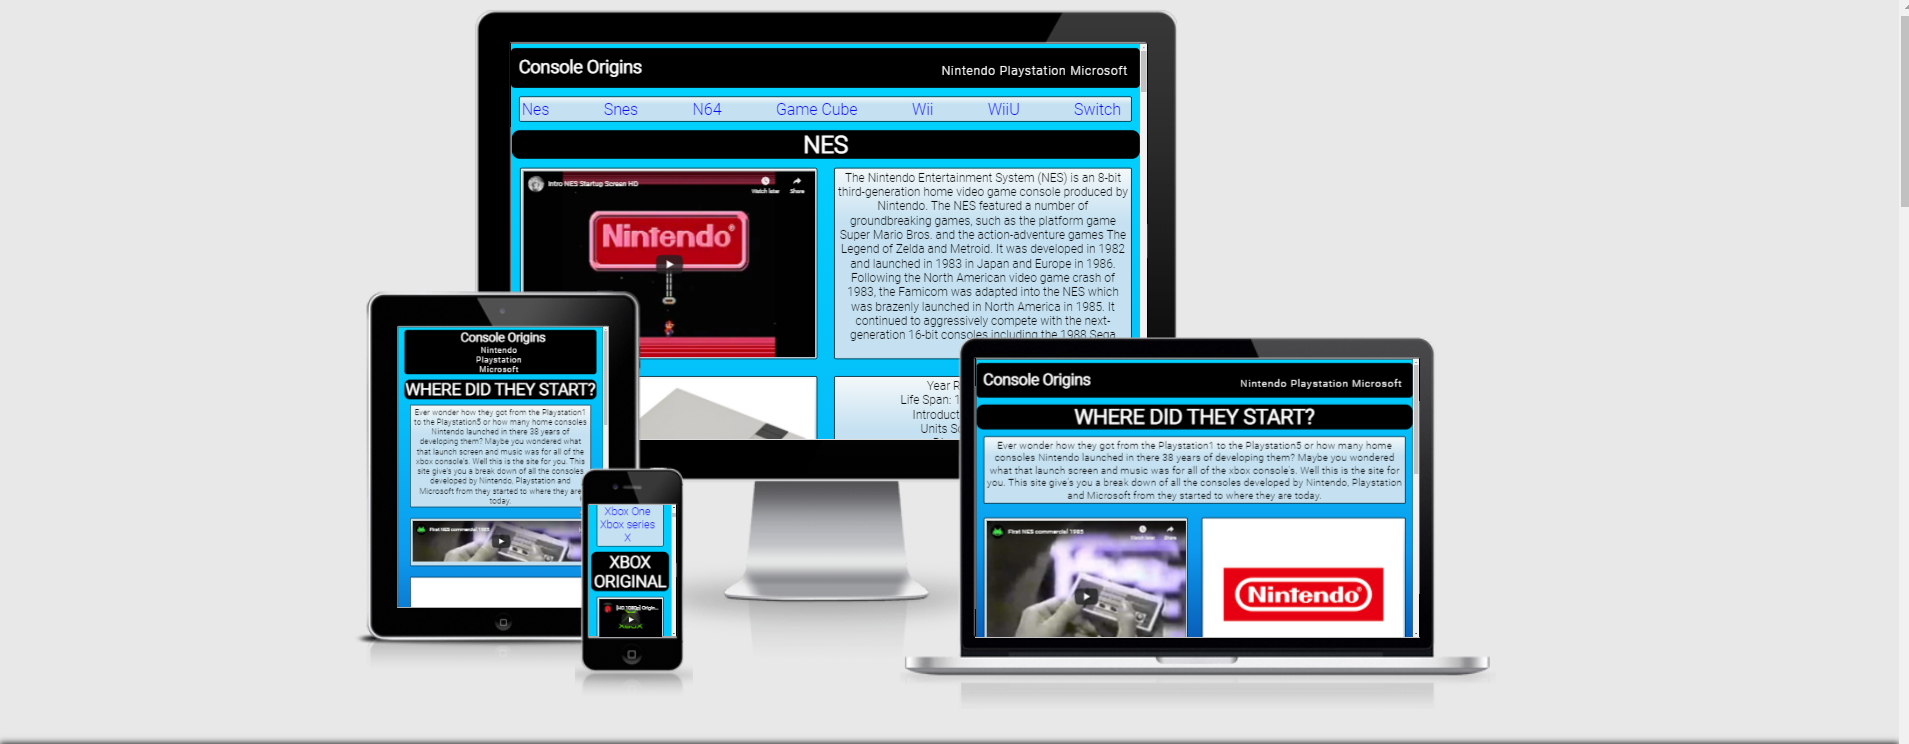 Console Origins
Nintendo Playstation Microsoft
Nes Snes N64 Game Cube Wii WiiU Switch
NES
Intro NES Startup Screen HD
Watch later Share
Nintendo
The Nintendo Entertainment System (NES) is an 8-bit
third-generation home video game console produced by
Nintendo. The NES featured a number of
groundbreaking games, such as the platform game
Super Mario Bros. and the action-adventure games The
Legend of Zelda and Metroid. It was developed in 1982
and launched in 1983 in Japan and Europe in 1986.
Following the North American video game crash of
1983, the Famicom was adapted into the NES which
was brazenly launched in North America in 1985. It
continued to aggressively compete with the next-
generation 16-bit consoles including the 1988 Sega
Year R
Life Span: 1
Introduct
Units So
Console Origins
Nintendo
Playstation
Microsoft
WHERE DID THEY START?
Ever wonder how they got from the Playstation1
to the Playstation5 or how many home consoles
Nintendo launched in there 38 years of
developing them? Maybe you wondered what
that launch screen and music was for all of the
xbox console's. Well this is the site for you. This
site give's you a break down of all the consoles
developed by Nintendo, Playstation and
Microsoft from they started to where they are
today.
First NES commercial 1985
Xbox One
Xbox series
X
XBOX
ORIGINAL
[HD 1080p] Origin...
XBOX
Console Origins
Nintendo Playstation Microsoft
WHERE DID THEY START?
Ever wonder how they got from the Playstation1 to the Playstation5 or how many home
consoles Nintendo launched in there 38 years of developing them? Maybe you wondered
what that launch screen and music was for all of the xbox console's. Well this is the site for
you. This site give's you a break down of all the consoles developed by Nintendo, Playstation
and Microsoft from they started to where they are today.
First NES commercial 1985
Watch later Share
Nintendo